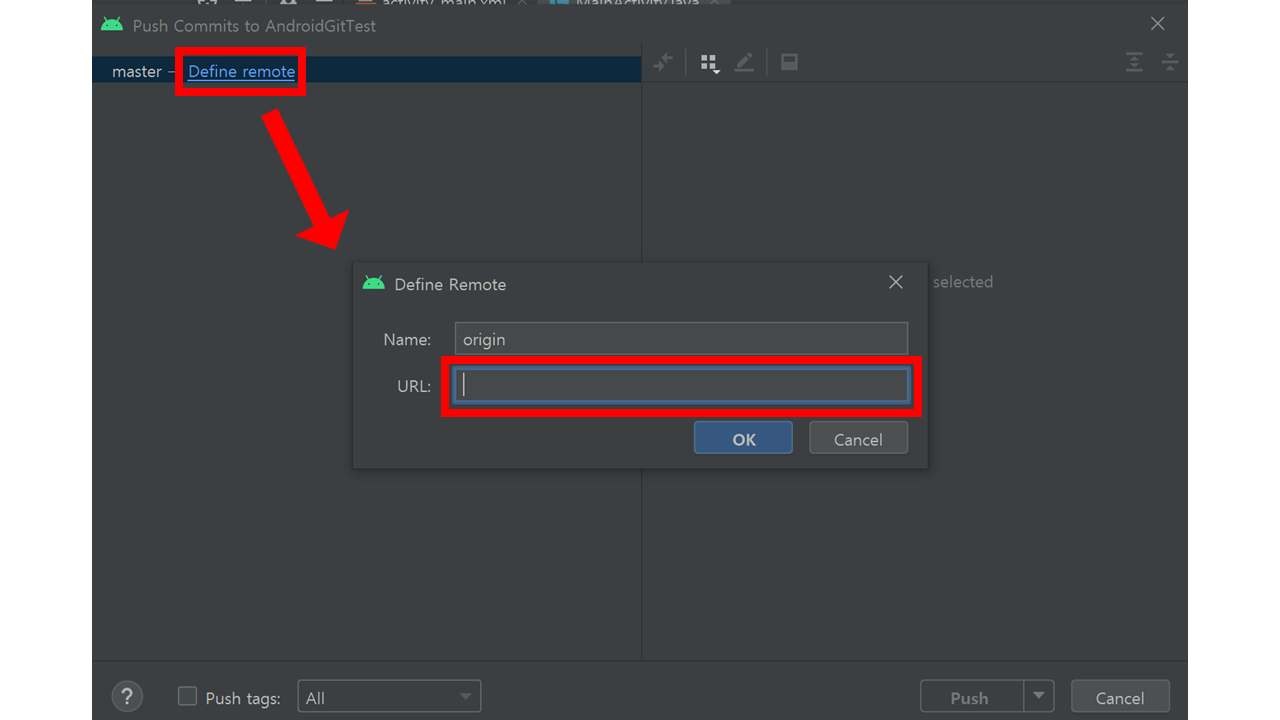 activity_main.xml MainActivity.java
Push Commits to AndroidGitTest
master – Define remote
selected
Define Remote
Name: origin
URL:
OK Cancel
? Push tags: All Push Cancel